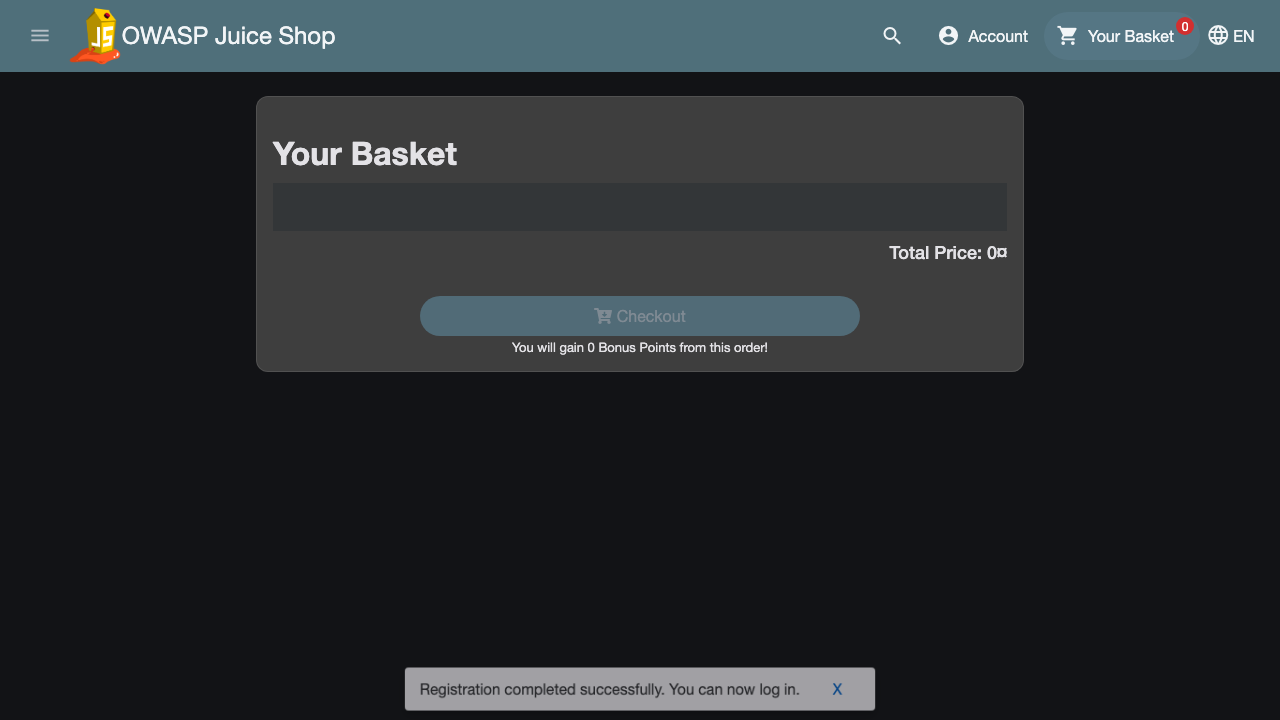 JS
OWASP Juice Shop
Account
Your Basket
0
EN
Your Basket
Total Price: 0¤
Checkout
You will gain 0 Bonus Points from this order!
Registration completed successfully. You can now log in.
X